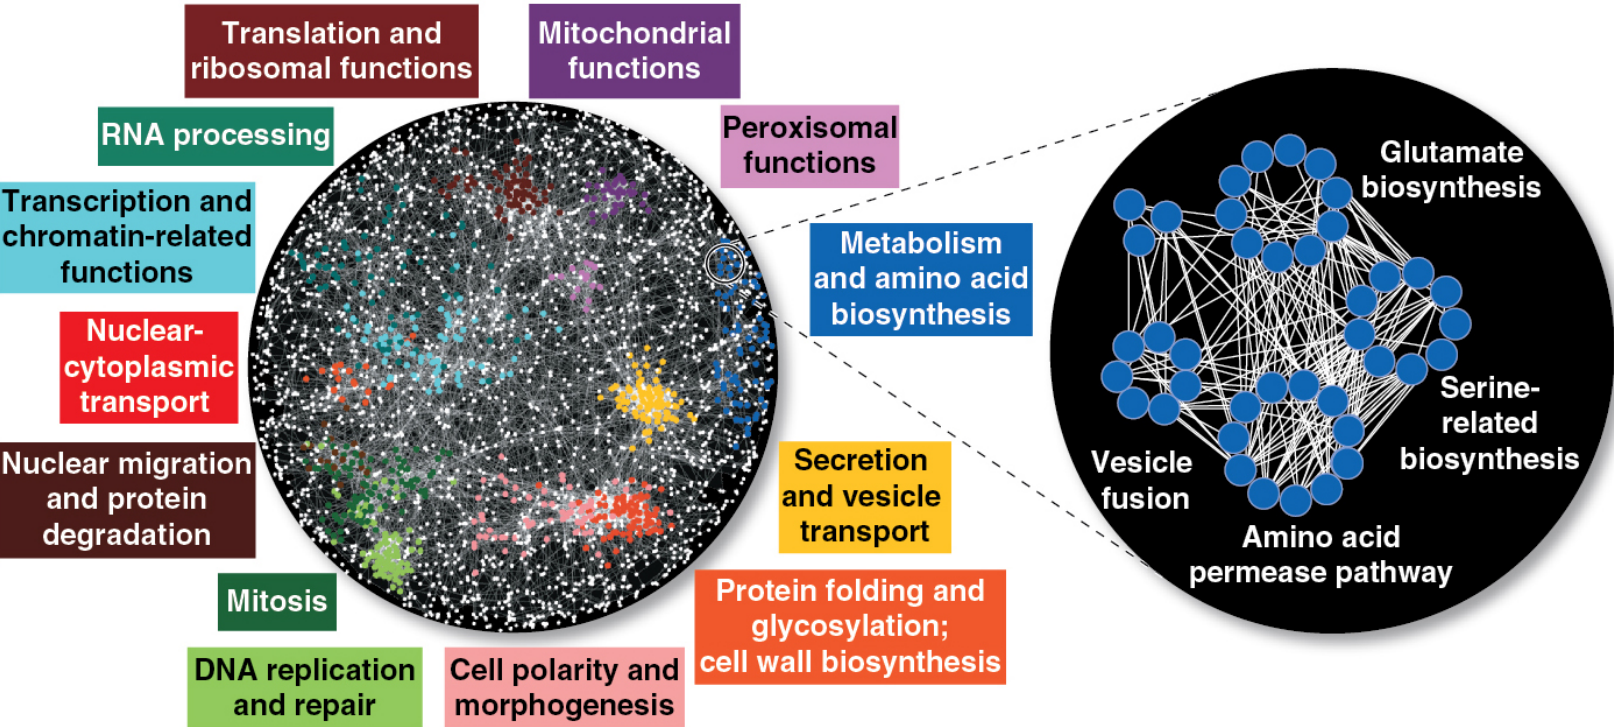 Translation and
ribosomal functions
Mitochondrial
functions
RNA processing
Peroxisomal
functions
Transcription and
chromatin-related
functions
Metabolism
and amino acid
biosynthesis
Nuclear-
cytoplasmic
transport
Nuclear migration
and protein
degradation
Secretion
and vesicle
transport
Mitosis
Protein folding and
glycosylation;
cell wall biosynthesis
DNA replication
and repair
Cell polarity and
morphogenesis
Glutamate
biosynthesis
Serine-
related
biosynthesis
Vesicle
fusion
Amino acid
permease pathway